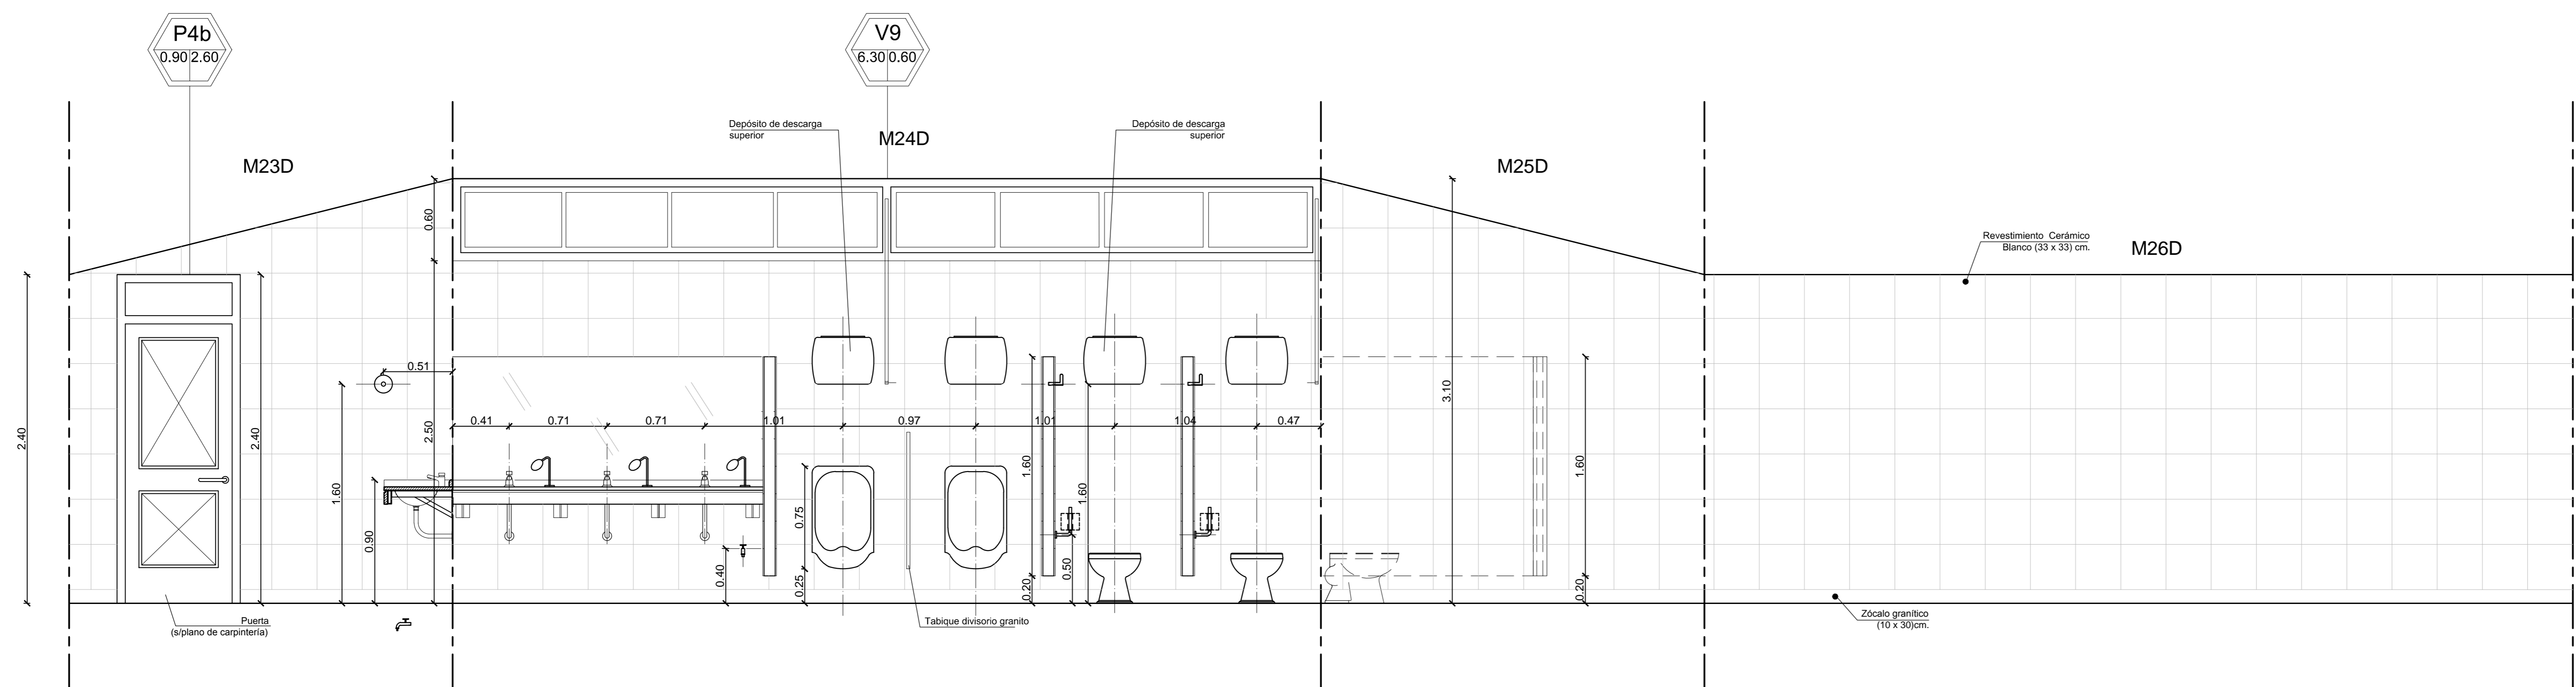 P4b
0.90 2.60
V9
6.30 0.60
Depósito de descarga
superior
M24D
Depósito de descarga
superior
M23D
M25D
M26D
Revestimiento Cerámico
Blanco (33 x 33) cm.
0.60
2.50
2.40
2.40
1.60
0.90
0.51
0.41
0.71
0.71
1.01
0.97
1.01
1.04
0.47
0.40
0.75
0.25
1.60
0.20
0.50
1.60
3.10
1.60
0.20
Puerta
(s/plano de carpintería)
Tabique divisorio granito
Zócalo granítico
(10 x 30)cm.